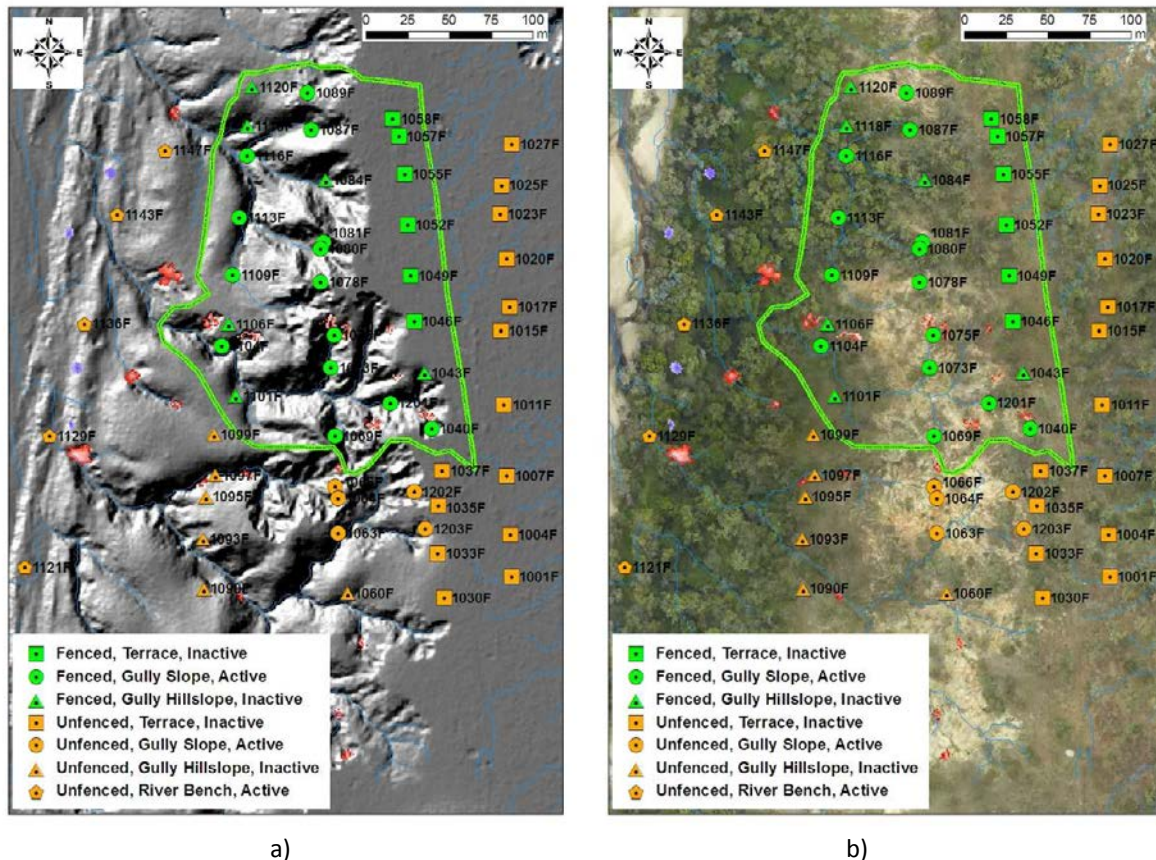 N
W E
S
0 25 50 75 100
m
1120F 1089F
1058F
1118F 1087F
1057F
1027F
1147F
1116F
1055F
1084F
1025F
1143F
1113F
1023F
1052F
1081F
1080F
1020F
1109F
1049F
1078F
1017F
1136F
1106F
1046F
1015F
1104F
1073F
1043F
1101F
1201F
1011F
1129F
1099F
1069F
1040F
1037F
1097F
1007F
1066F
1202F
1095F
1064F
1035F
1203F
1093F
1063F
1004F
1033F
1121F
1001F
1090F
1060F
1030F
Fenced, Terrace, Inactive
Fenced, Gully Slope, Active
Fenced, Gully Hillslope, Inactive
Unfenced, Terrace, Inactive
Unfenced, Gully Slope, Active
Unfenced, Gully Hillslope, Inactive
Unfenced, River Bench, Active
a)
N
W E
S
0 25 50 75 100
m
1120F 1089F
1058F
1118F 1087F
1057F
1027F
1147F
1116F
1055F
1084F
1025F
1143F
1113F
1023F
1052F
1081F
1080F
1020F
1109F
1049F
1078F
1017F
1136F
1106F
1046F
1015F
1075F
1104F
1073F
1043F
1101F
1201F
1011F
1129F
1099F
1069F
1040F
1037F
1097F
1007F
1066F
1202F
1095F
1064F
1035F
1203F
1093F
1063F
1004F
1033F
1121F
1001F
1090F
1060F
1030F
Fenced, Terrace, Inactive
Fenced, Gully Slope, Active
Fenced, Gully Hillslope, Inactive
Unfenced, Terrace, Inactive
Unfenced, Gully Slope, Active
Unfenced, Gully Hillslope, Inactive
Unfenced, River Bench, Active
b)